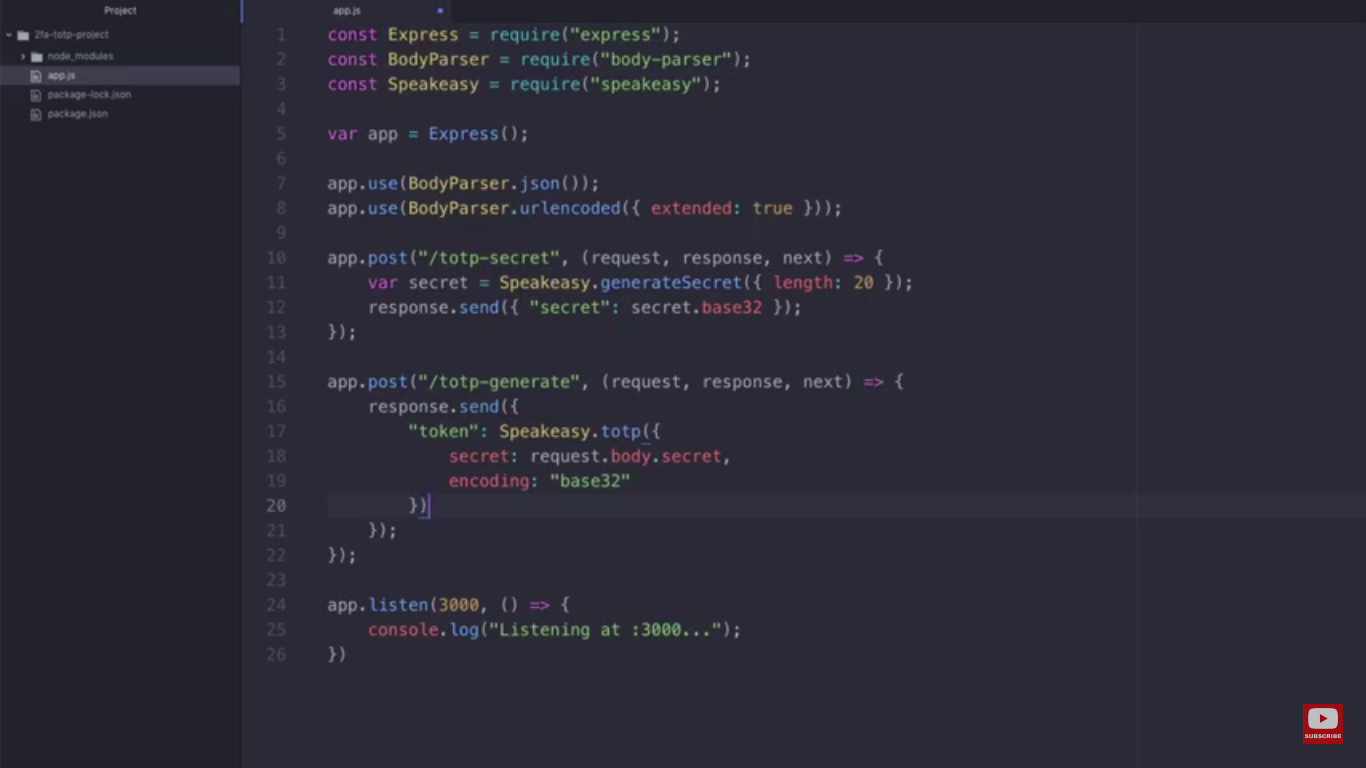 Project
2fa-totp-project
node_modules
app.js
package-lock.json
package.json
app.js
1 const Express = require("express");
2 const BodyParser = require("body-parser");
3 const Speakeasy = require("speakeasy");
4
5 var app = Express();
6
7 app.use(BodyParser.json());
8 app.use(BodyParser.urlencoded({ extended: true }));
9
10 app.post("/totp-secret", (request, response, next) => {
11     var secret = Speakeasy.generateSecret({ length: 20 });
12     response.send({ "secret": secret.base32 });
13 });
14
15 app.post("/totp-generate", (request, response, next) => {
16     response.send({
17         "token": Speakeasy.totp({
18             secret: request.body.secret,
19             encoding: "base32"
20         })
21     });
22 });
23
24 app.listen(3000, () => {
25     console.log("Listening at :3000...");
26 })
SUBSCRIBE